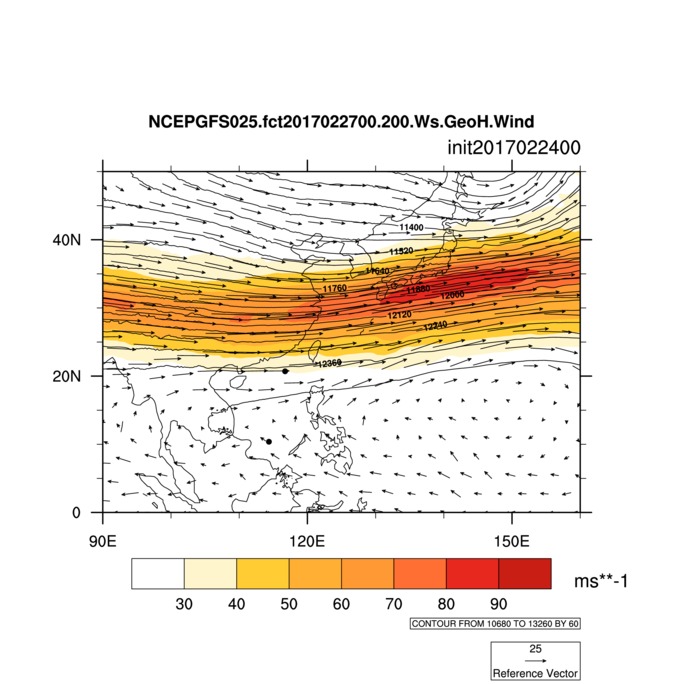 NCEPGFS025.fct2017022700.200.Ws.GeoH.Wind
init2017022400
11400
40N
11520
11640
11760
11880
12000
12120
12240
12360
20N
0
90E 120E 150E
ms**-1
30 40 50 60 70 80 90
CONTOUR FROM 10680 TO 13260 BY 60
25
Reference Vector